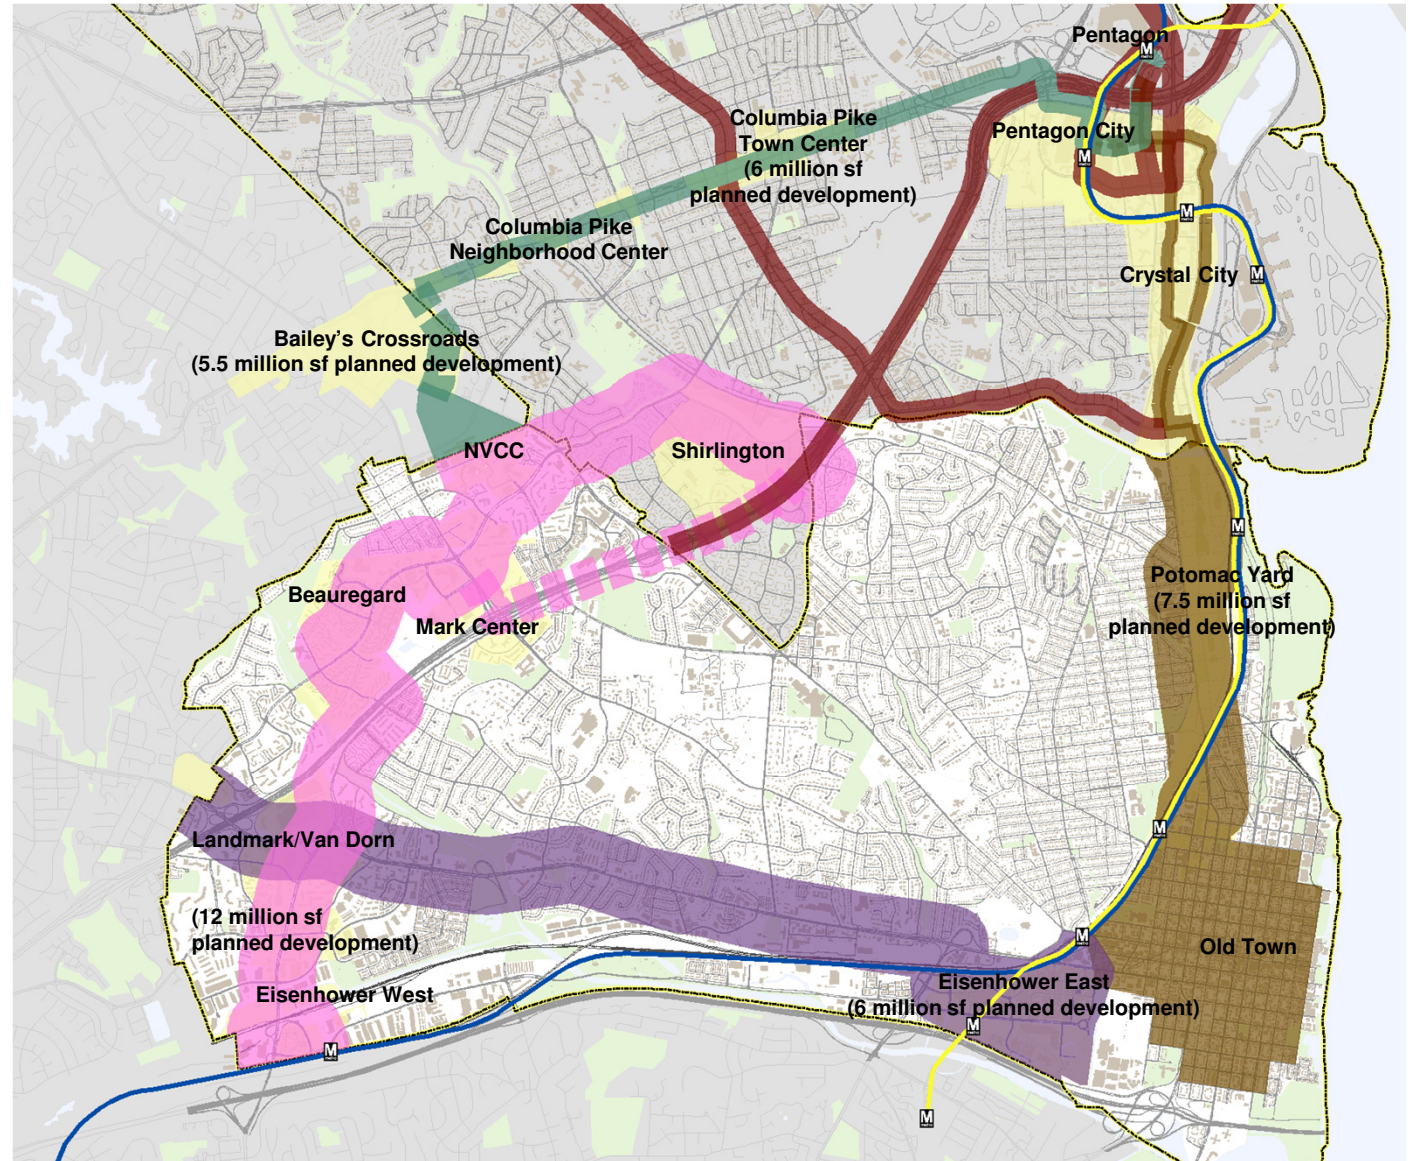 Pentagon
M
Columbia Pike
Town Center
(6 million sf
planned development)
Pentagon City
M
M
Columbia Pike
Neighborhood Center
Crystal City
M
Bailey's Crossroads
(5.5 million sf planned development)
NVCC
Shirlington
M
Potomac Yard
(7.5 million sf
planned development)
Beauregard
Mark Center
M
Landmark/Van Dorn
(12 million sf
planned development)
M
Old Town
Eisenhower East
(6 million sf planned development)
Eisenhower West
M
M
M